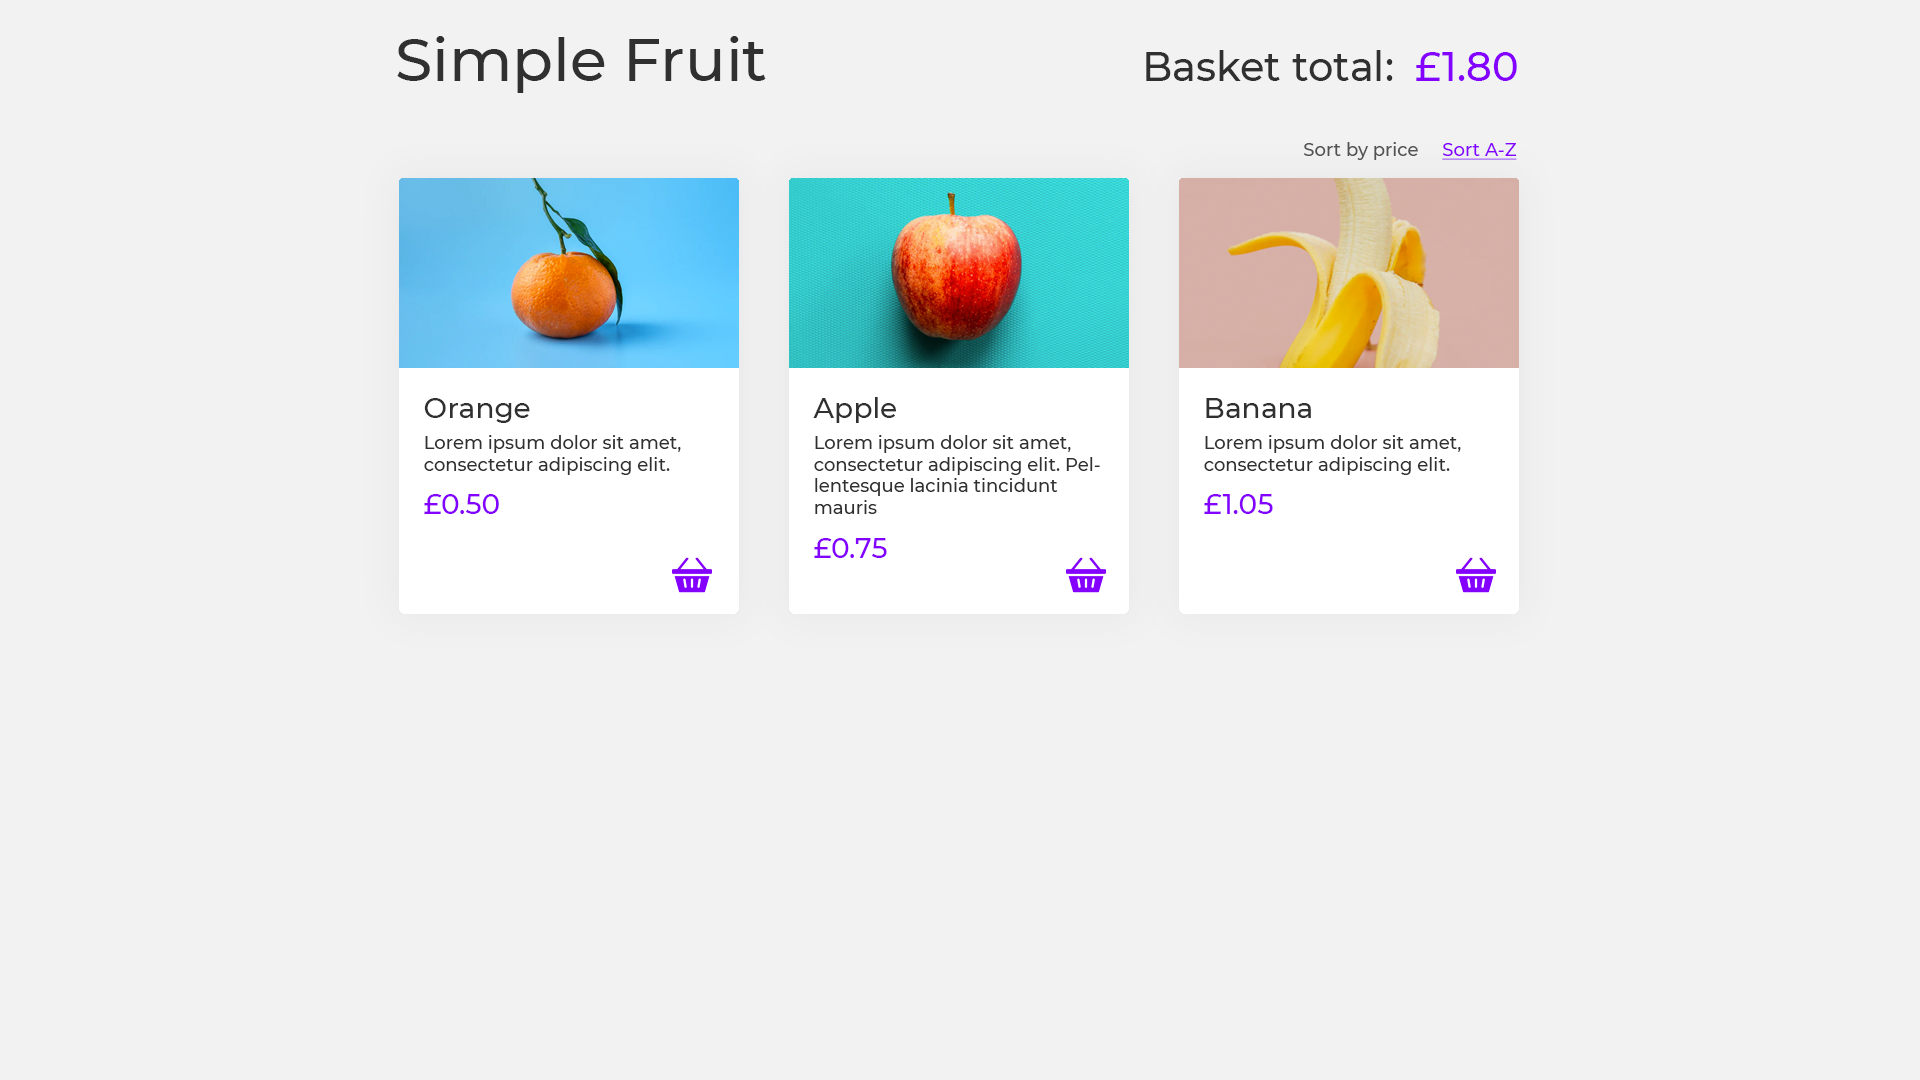 Simple Fruit
Basket total: £1.80
Sort by price Sort A-Z
Orange
Lorem ipsum dolor sit amet,
consectetur adipiscing elit.
£0.50
Apple
Lorem ipsum dolor sit amet,
consectetur adipiscing elit. Pel-
lentesque lacinia tincidunt
mauris
£0.75
Banana
Lorem ipsum dolor sit amet,
consectetur adipiscing elit.
£1.05